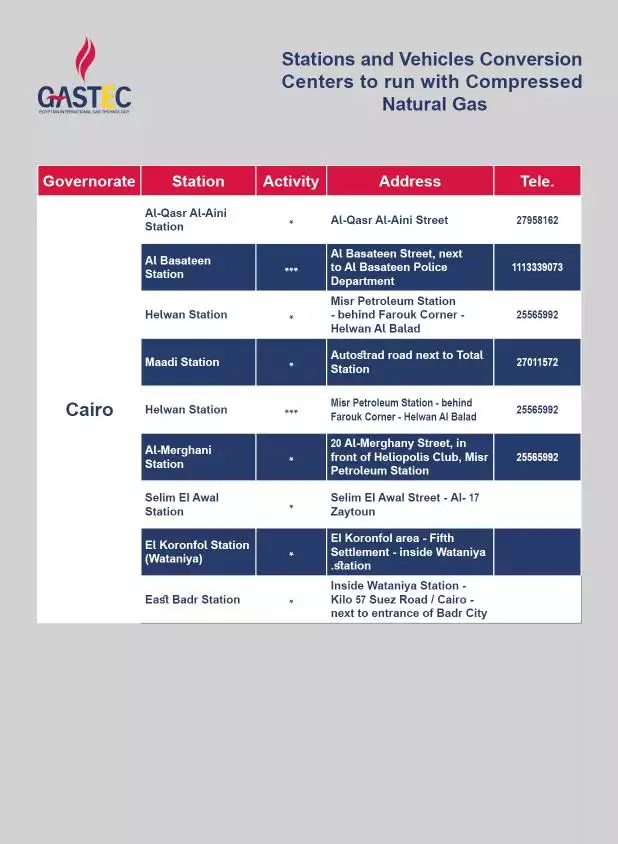 GASTEC
EGYPTIAN INTERNATIONAL GAS TECHNOLOGY
Stations and Vehicles Conversion
Centers to run with Compressed
Natural Gas
Governorate Station Activity Address Tele.
Cairo
Al-Qasr Al-Aini
Station
*
Al-Qasr Al-Aini Street
27958162
Al Basateen
Station
***
Al Basateen Street, next
to Al Basateen Police
Department
1113339073
Helwan Station
*
Misr Petroleum Station
- behind Farouk Corner -
Helwan Al Balad
25565992
Maadi Station
*
Autostrad road next to Total
Station
27011572
Helwan Station
***
Misr Petroleum Station - behind
Farouk Corner - Helwan Al Balad
25565992
Al-Merghani
Station
*
20 Al-Merghany Street, in
front of Heliopolis Club, Misr
Petroleum Station
25565992
Selim El Awal
Station
*
Selim El Awal Street - Al- 17
Zaytoun
El Koronfol Station
(Wataniya)
*
El Koronfol area - Fifth
Settlement - inside Wataniya
.station
East Badr Station
*
Inside Wataniya Station -
Kilo 57 Suez Road / Cairo -
next to entrance of Badr City